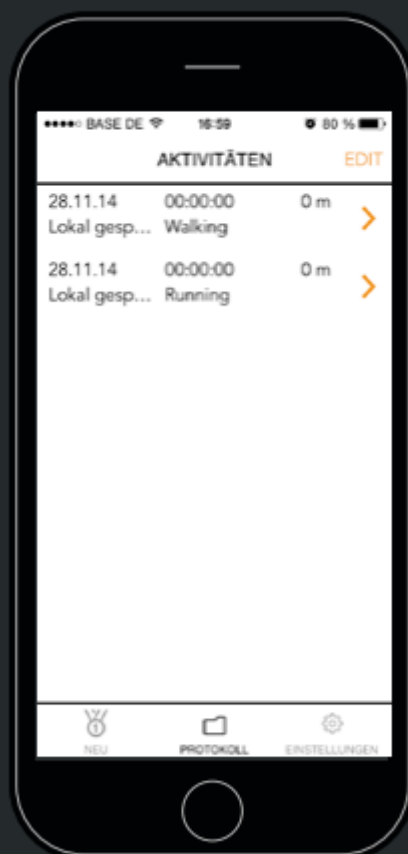 BASE DE 16:59 80 %
AKTIVITÄTEN EDIT
28.11.14 00:00:00 0 m
Lokal gesp... Walking
28.11.14 00:00:00 0 m
Lokal gesp... Running
1
NEU PROTOKOLL EINSTELLUNGEN